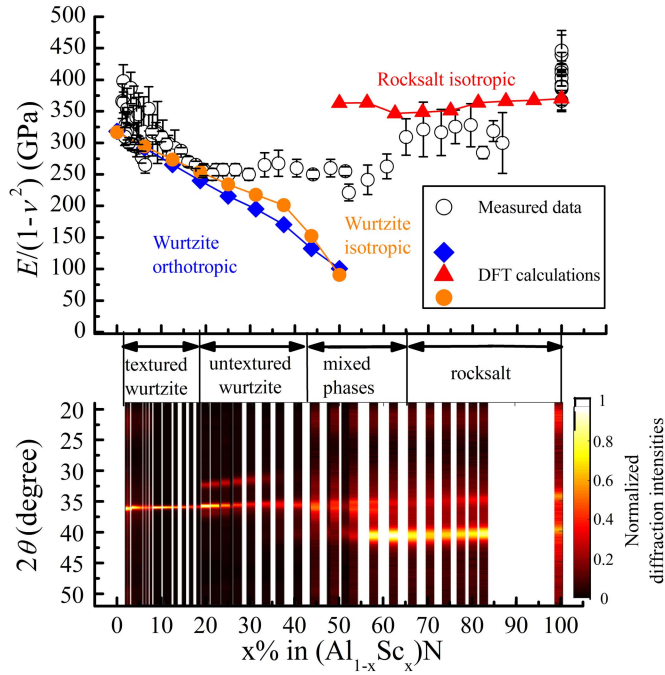 E/(1-ν²) (GPa)
500
450
400
350
300
250
200
150
100
50
0
Rocksalt isotropic
Wurtzite
orthotropic
Wurtzite
isotropic
Measured data
DFT calculations
textured
wurtzite
untextured
wurtzite
mixed
phases
rocksalt
2θ (degree)
20
25
30
35
40
45
50
1
0.8
0.6
0.4
0.2
0
Normalized
diffraction intensities
0 10 20 30 40 50 60 70 80 90 100
x% in (Al₁₋ₓScₓ)N